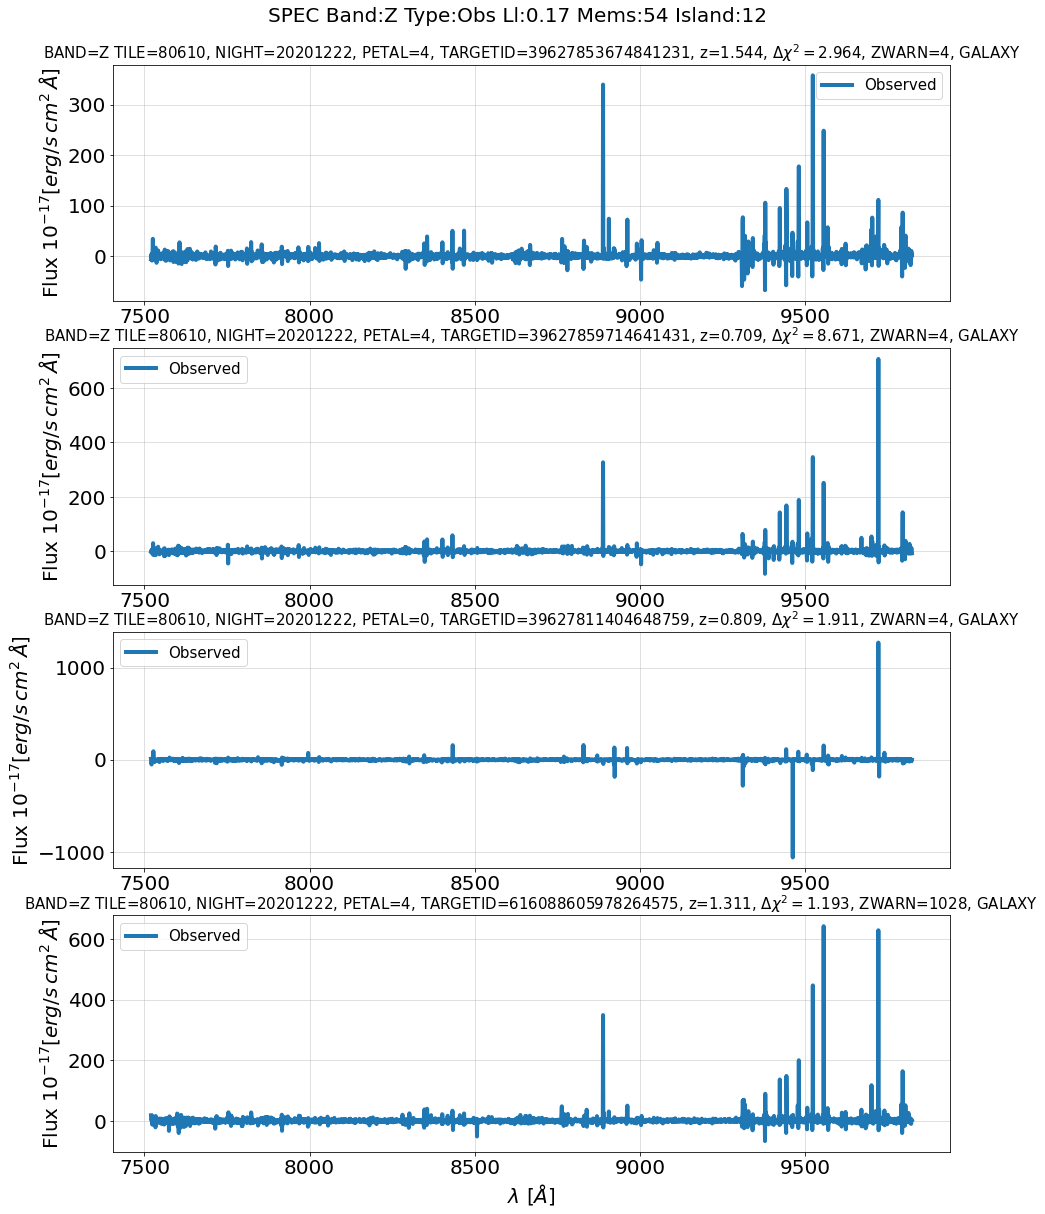 SPEC Band:Z Type:Obs Ll:0.17 Mems:54 Island:12
BAND=Z TILE=80610, NIGHT=20201222, PETAL=4, TARGETID=39627853674841231, z=1.544, Δχ² = 2.964, ZWARN=4, GALAXY
Flux 10⁻¹⁷[erg/s cm² Å]
300
200
100
0
Observed
7500 8000 8500 9000 9500
BAND=Z TILE=80610, NIGHT=20201222, PETAL=4, TARGETID=39627859714641431, z=0.709, Δχ² = 8.671, ZWARN=4, GALAXY
Flux 10⁻¹⁷[erg/s cm² Å]
600
400
200
0
Observed
7500 8000 8500 9000 9500
BAND=Z TILE=80610, NIGHT=20201222, PETAL=0, TARGETID=39627811404648759, z=0.809, Δχ² = 1.911, ZWARN=4, GALAXY
Flux 10⁻¹⁷[erg/s cm² Å]
1000
0
−1000
Observed
7500 8000 8500 9000 9500
BAND=Z TILE=80610, NIGHT=20201222, PETAL=4, TARGETID=616088605978264575, z=1.311, Δχ² = 1.193, ZWARN=1028, GALAXY
Flux 10⁻¹⁷[erg/s cm² Å]
600
400
200
0
Observed
7500 8000 8500 9000 9500
λ [Å]